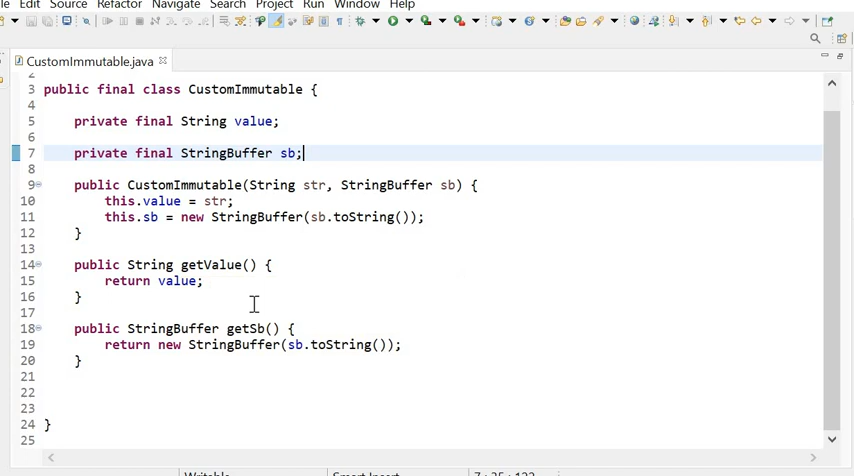 Edit Source Refactor Navigate Search Project Run Window Help
CustomImmutable.java
2
3 public final class CustomImmutable {
4
5 private final String value;
6
7 private final StringBuffer sb;
8
9 public CustomImmutable(String str, StringBuffer sb) {
10 this.value = str;
11 this.sb = new StringBuffer(sb.toString());
12 }
13
14 public String getValue() {
15 return value;
16 }
17
18 public StringBuffer getSb() {
19 return new StringBuffer(sb.toString());
20 }
21
22
23
24 }
25
Writable Smart Insert 7 : 35 : 122